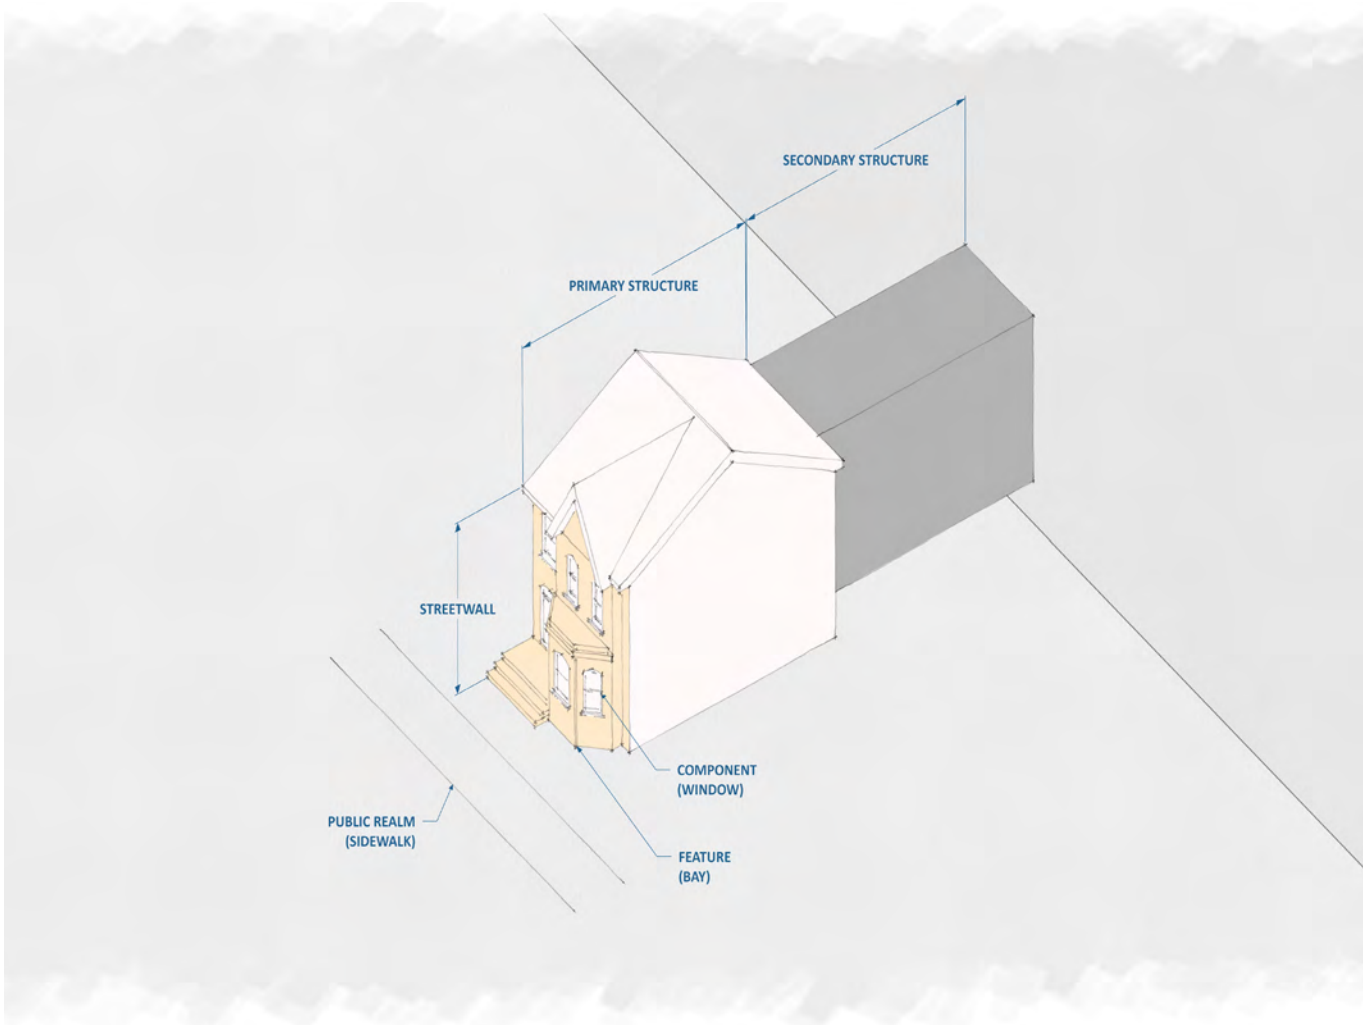 SECONDARY STRUCTURE
PRIMARY STRUCTURE
STREETWALL
COMPONENT
(WINDOW)
PUBLIC REALM
(SIDEWALK)
FEATURE
(BAY)